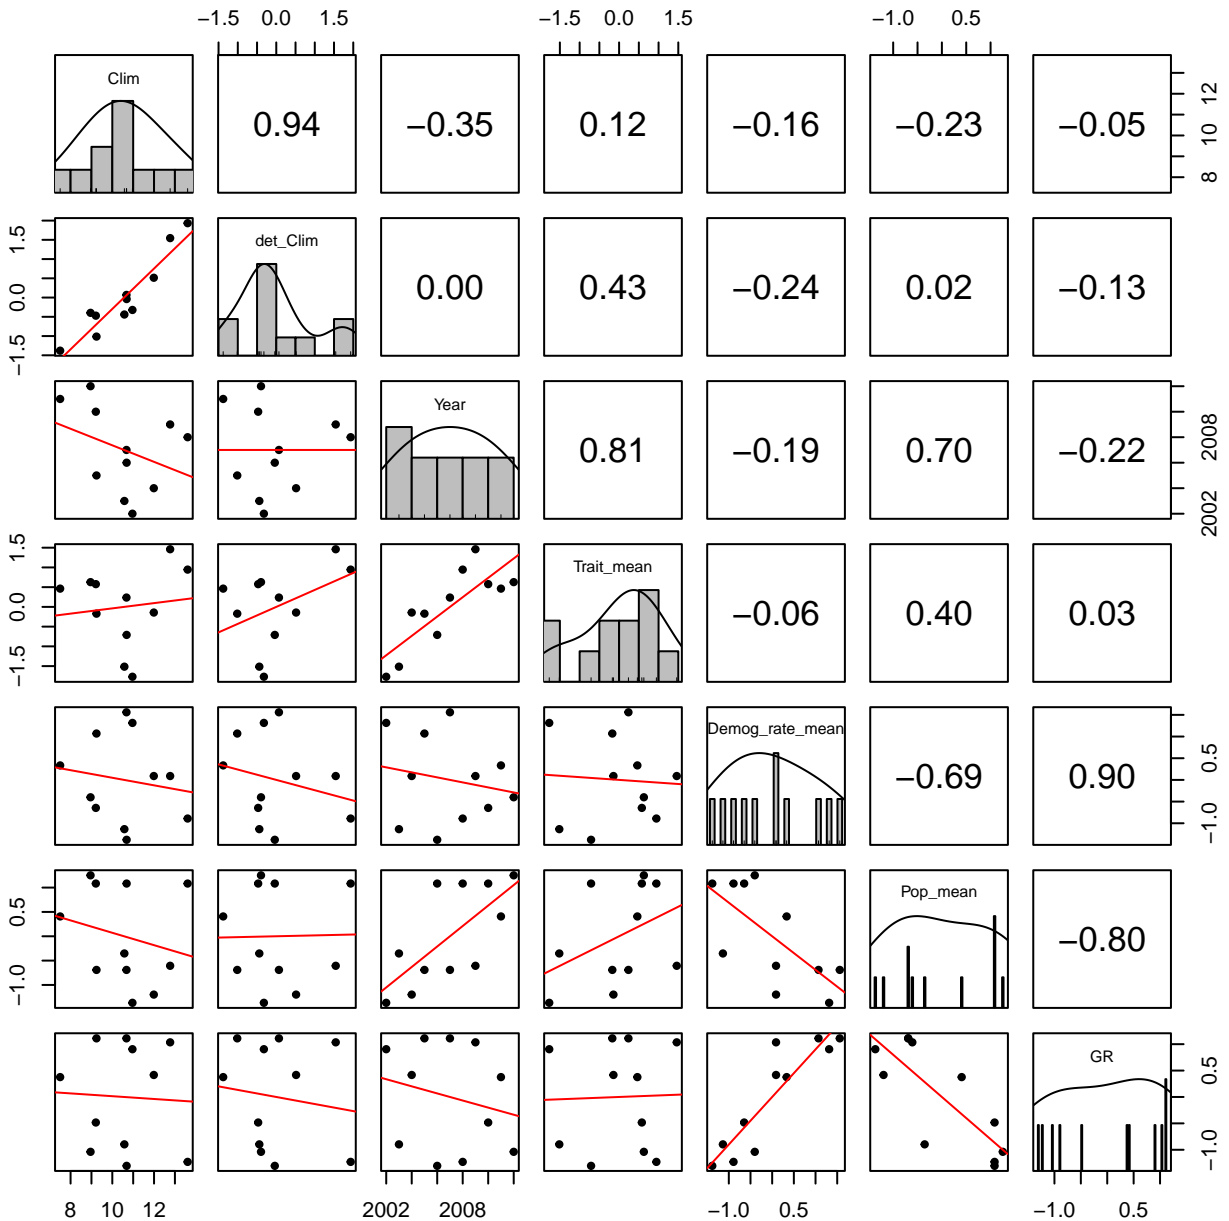 −1.5 0.0 1.5 −1.5 0.0 1.5 −1.0 0.5
Clim
0.94 −0.35 0.12 −0.16 −0.23 −0.05
8 10 12
−1.5 0.0 1.5
det_Clim
0.00 0.43 −0.24 0.02 −0.13
Year
0.81 −0.19 0.70 −0.22
2002 2008
−1.5 0.0 1.5
Trait_mean
−0.06 0.40 0.03
Demog_rate_mean
−0.69 0.90
−1.0 0.5
−1.0 0.5
Pop_mean
−0.80
GR
−1.0 0.5
8 10 12 2002 2008 −1.0 0.5 −1.0 0.5